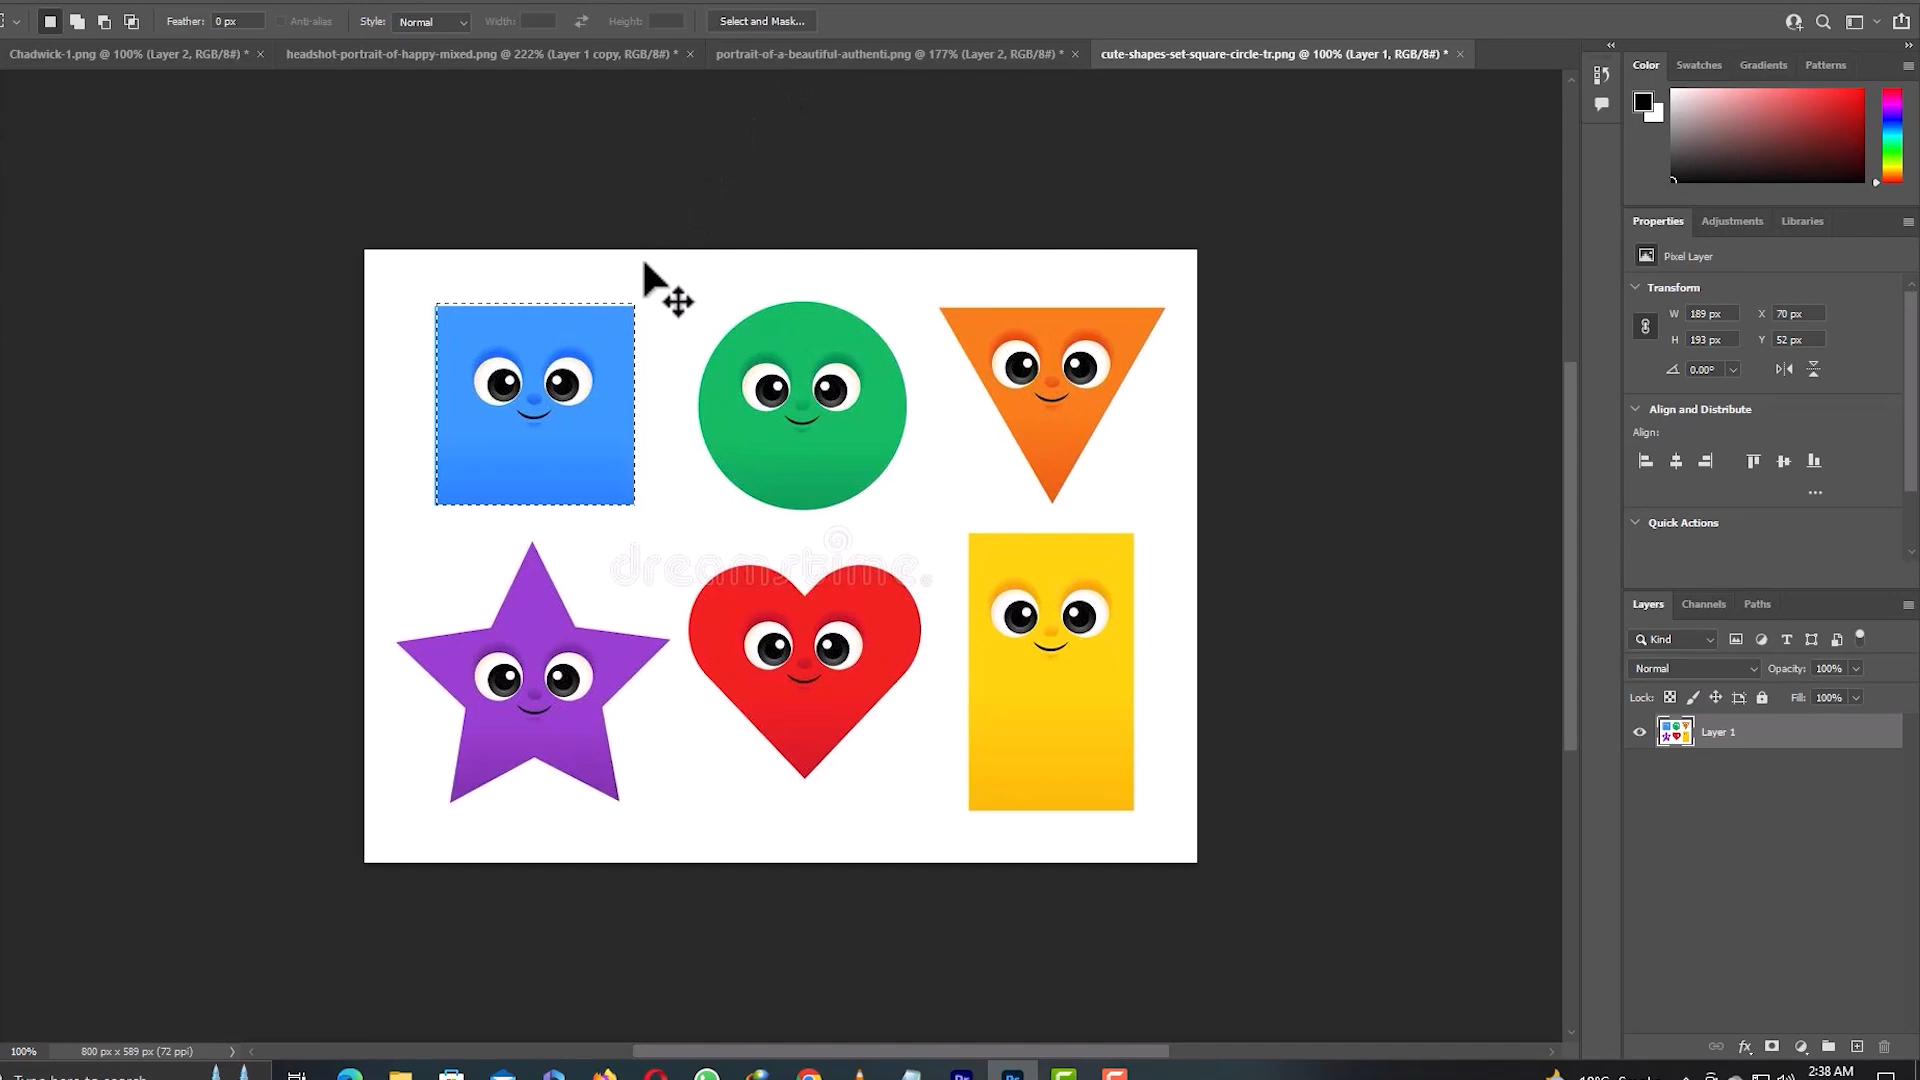 Feather: 0 px Anti-alias Style: Normal Width: Height: Select and Mask...
Chadwick-1.png @ 100% (Layer 2, RGB/8#) * × headshot-portrait-of-happy-mixed.png @ 222% (Layer 1 copy, RGB/8#) * × portrait-of-a-beautiful-authenti.png @ 177% (Layer 2, RGB/8#) * × cute-shapes-set-square-circle-tr.png @ 100% (Layer 1, RGB/8#) * ×
Color Swatches Gradients Patterns
Properties Adjustments Libraries
Pixel Layer
Transform
W 189 px X 70 px
H 193 px Y 52 px
0.00°
Align and Distribute
Align:
Quick Actions
dreamstime.
Layers Channels Paths
Kind
Normal Opacity: 100%
Lock: Fill: 100%
Layer 1
100% 800 px x 589 px (72 ppi)
Type here to search
2:38 AM